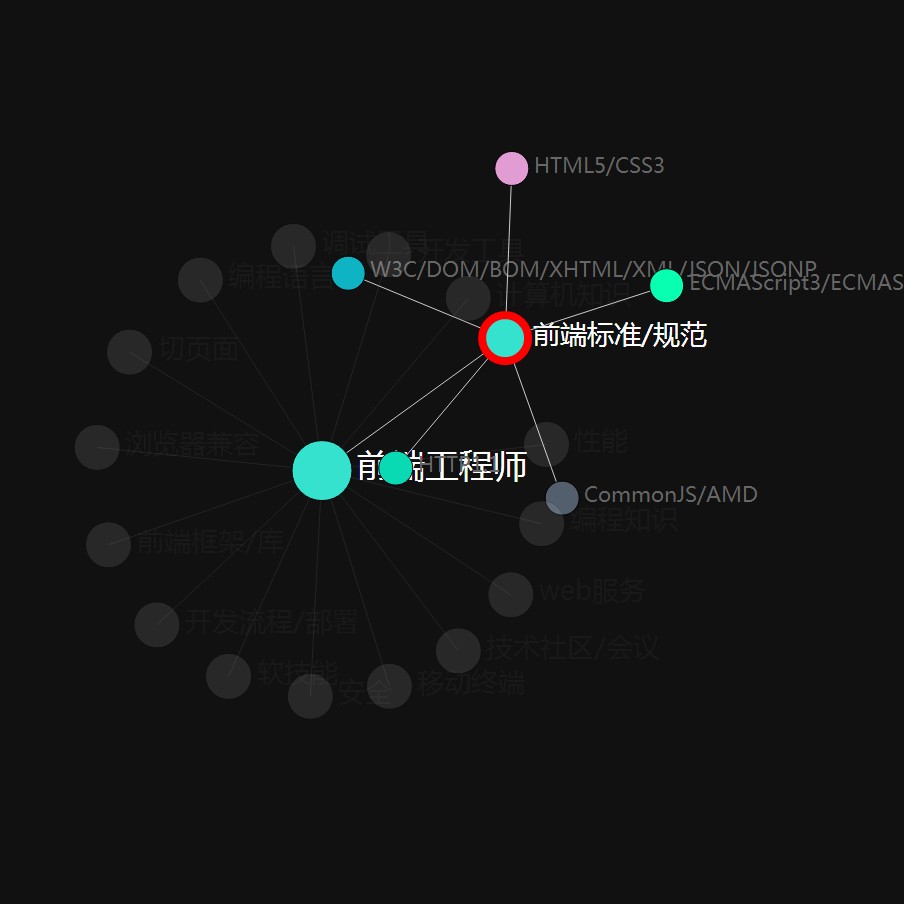 HTML5/CSS3
调试工具
开发工具
W3C/DOM/BOM/XHTML/XML/JSON/JSONP
编程语言
ECMAScript3/ECMAS
计算机知识
前端标准/规范
切页面
浏览器兼容
性能
前端工程师
CommonJS/AMD
编程知识
前端框架/库
web服务
开发流程/部署
技术社区/会议
软技能
移动终端
安全